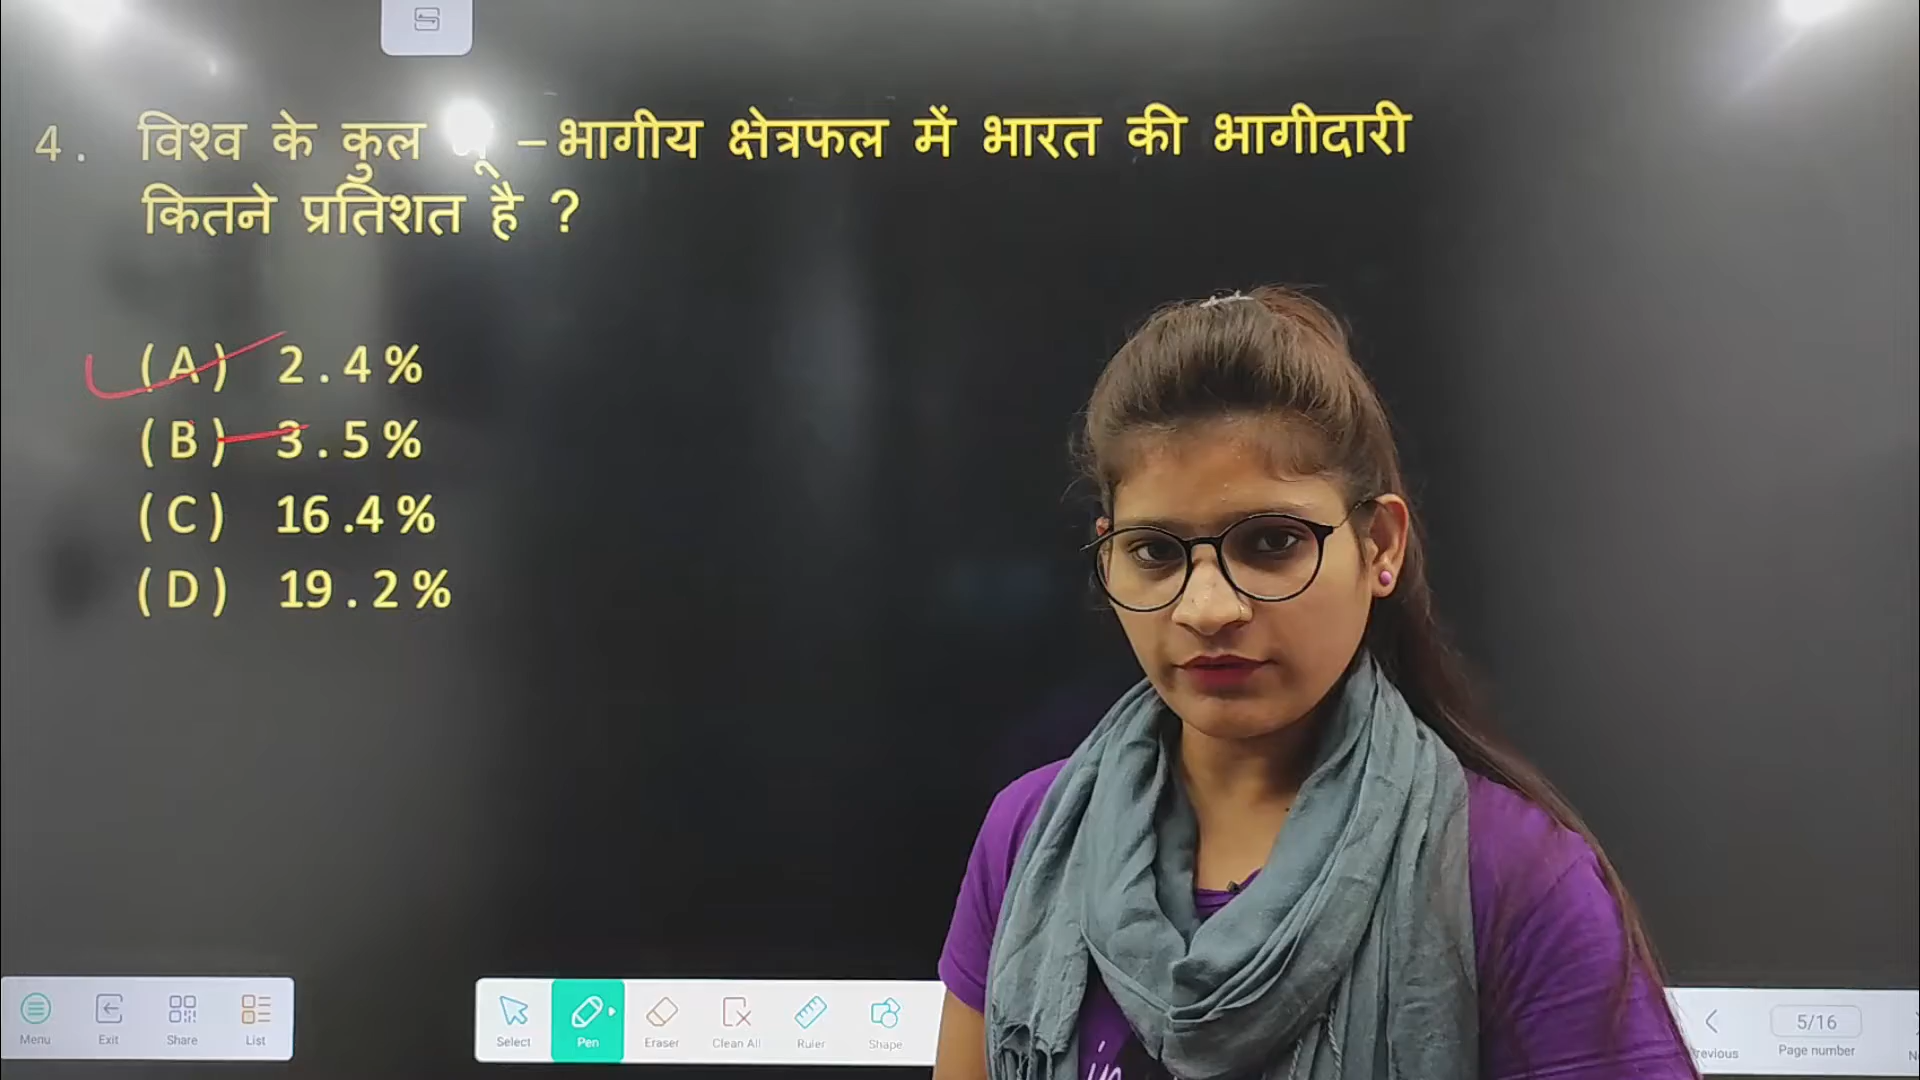 4. विश्व के कुल –भागीय क्षेत्रफल में भारत की भागीदारी
कितने प्रतिशत है ?
(A) 2.4%
(B) 3.5%
(C) 16.4%
(D) 19.2%
Menu Exit Share List
Select Pen Eraser Clean All Ruler Shape
5/16
Page number
in